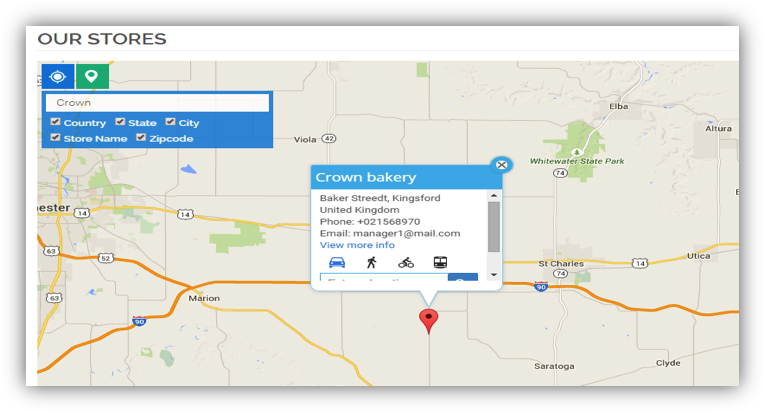 OUR STORES
Crown
Country State City
Store Name Zipcode
Elba
Altura
Viola 42
Whitewater State Park
74
Crown bakery
Baker Streedt, Kingsford
United Kingdom
Phone: +021568970
Email: manager1@mail.com
View more info
14
14
63
52
St Charles
74
14
Utica
63
Marion
90
90
Saratoga
Clyde